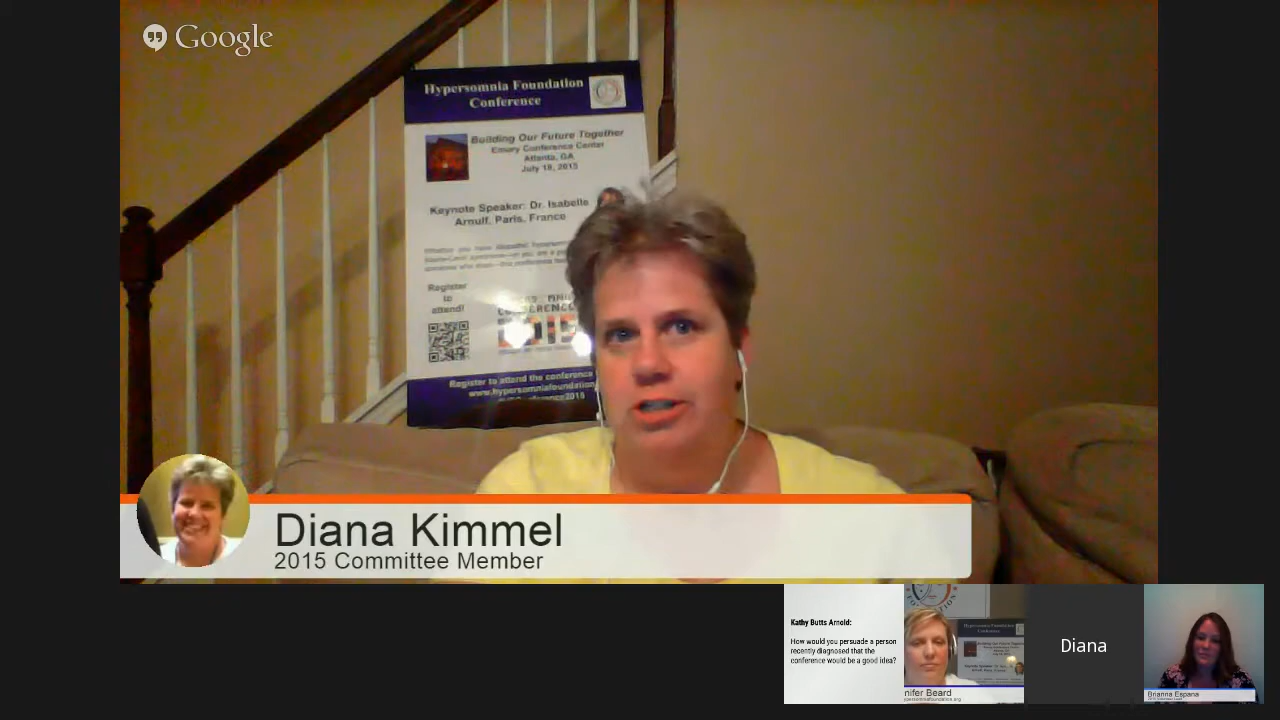 Google
Hypersomnia Foundation
Conference
Building Our Future Together
Emory Conference Center
Atlanta, GA
July 18, 2015
Keynote Speaker: Dr. Isabelle
Arnulf, Paris, France
Register
to
attend!
2015
Register to attend the conference
www.hypersomniafoundation
Diana Kimmel
2015 Committee Member
Kathy Butts Arnold:
How would you persuade a person
recently diagnosed that the
conference would be a good idea?
nifer Beard
Diana
Brianna Espana